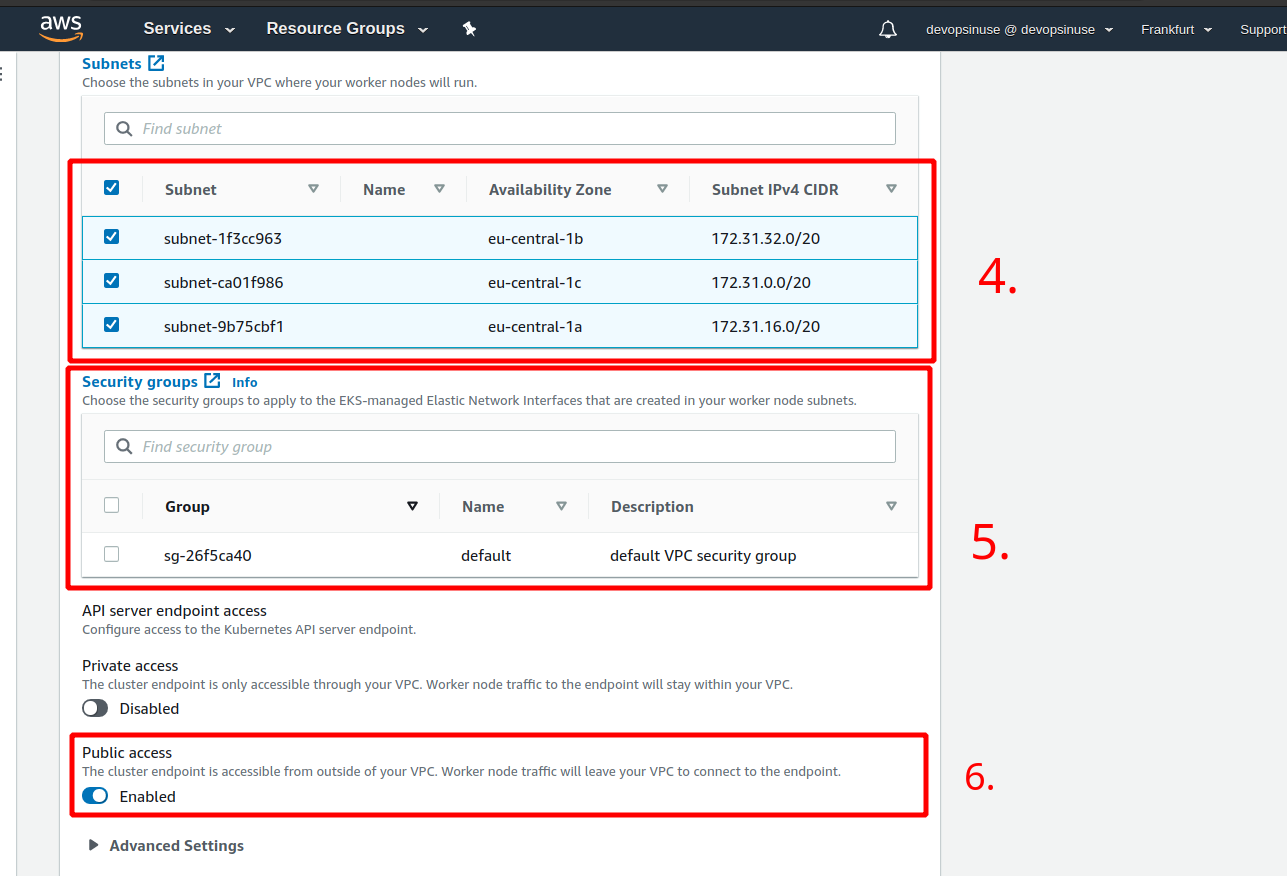 aws Services Resource Groups devopsinuse @ devopsinuse Frankfurt Support
Subnets
Choose the subnets in your VPC where your worker nodes will run.
Find subnet
Subnet Name Availability Zone Subnet IPv4 CIDR
subnet-1f3cc963 eu-central-1b 172.31.32.0/20
subnet-ca01f986 eu-central-1c 172.31.0.0/20
subnet-9b75cbf1 eu-central-1a 172.31.16.0/20
4.
Security groups Info
Choose the security groups to apply to the EKS-managed Elastic Network Interfaces that are created in your worker node subnets.
Find security group
Group Name Description
sg-26f5ca40 default default VPC security group
5.
API server endpoint access
Configure access to the Kubernetes API server endpoint.
Private access
The cluster endpoint is only accessible through your VPC. Worker node traffic to the endpoint will stay within your VPC.
Disabled
Public access
The cluster endpoint is accessible from outside of your VPC. Worker node traffic will leave your VPC to connect to the endpoint.
Enabled
6.
Advanced Settings